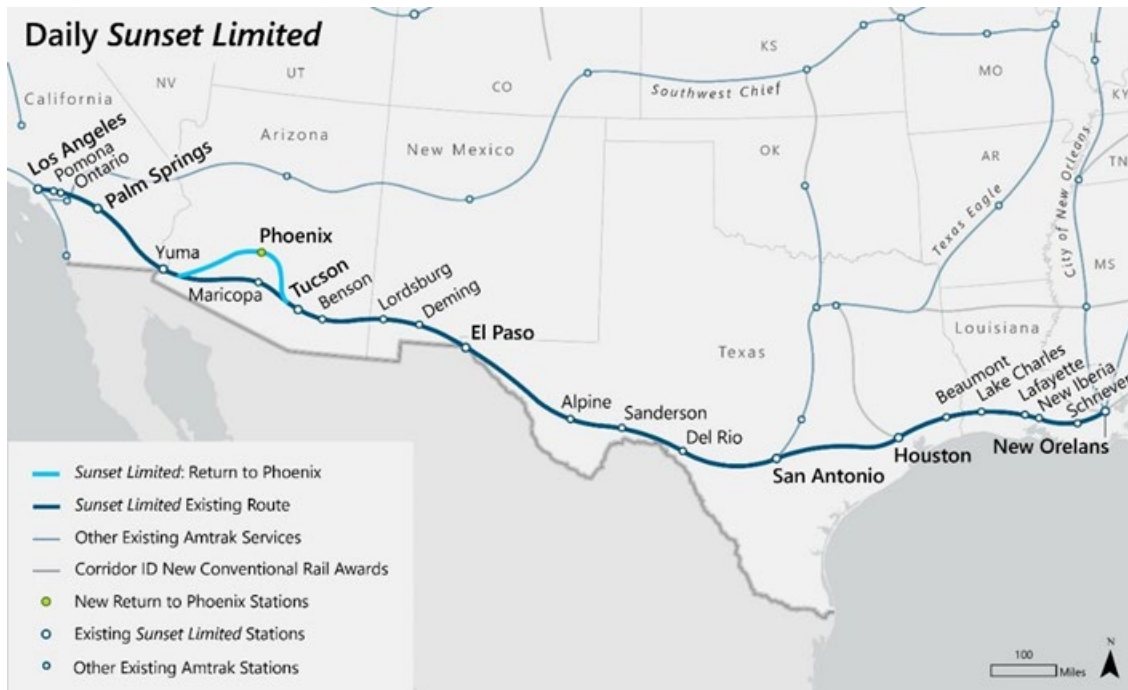 Daily Sunset Limited
KS
IL
UT
NV
CO
MO
KY
Southwest Chief
California
Arizona
New Mexico
OK
AR
TN
Los Angeles
Pomona
Ontario
Palm Springs
City of New Orleans
Texas Eagle
Phoenix
Yuma
Tucson
Maricopa
Benson
Lordsburg
Deming
MS
El Paso
Texas
Louisiana
Alpine
Sanderson
Del Rio
San Antonio
Houston
Beaumont
Lake Charles
Lafayette
New Iberia
Schriever
New Orelans
Sunset Limited: Return to Phoenix
Sunset Limited Existing Route
Other Existing Amtrak Services
Corridor ID New Conventional Rail Awards
New Return to Phoenix Stations
Existing Sunset Limited Stations
Other Existing Amtrak Stations
100
Miles
N